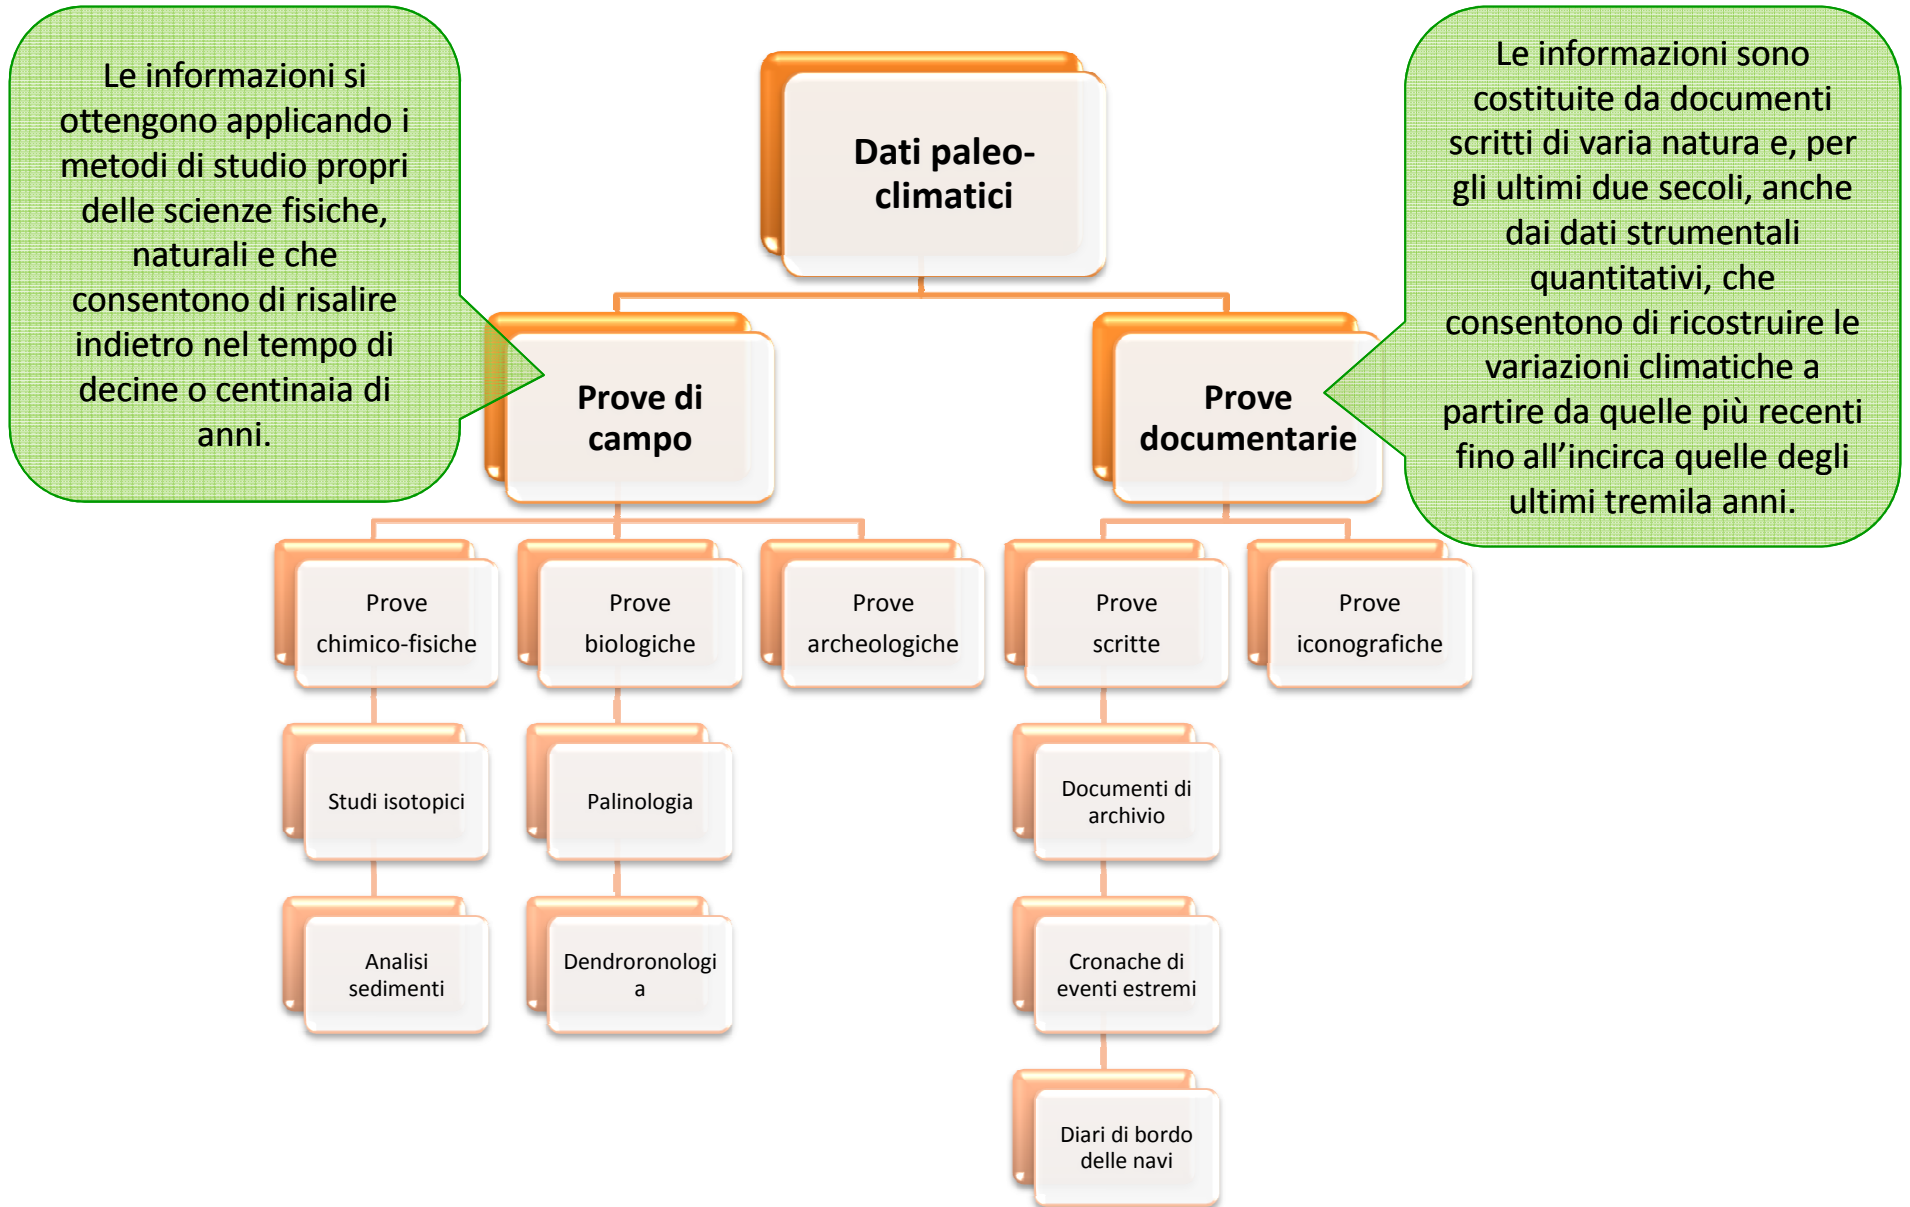 Le informazioni si
ottengono applicando i
metodi di studio propri
delle scienze fisiche,
naturali e che
consentono di risalire
indietro nel tempo di
decine o centinaia di
anni.
Dati paleo-
climatici
Le informazioni sono
costituite da documenti
scritti di varia natura e, per
gli ultimi due secoli, anche
dai dati strumentali
quantitativi, che
consentono di ricostruire le
variazioni climatiche a
partire da quelle più recenti
fino all’incirca quelle degli
ultimi tremila anni.
Prove di
campo
Prove
documentarie
Prove
chimico-fisiche
Prove
biologiche
Prove
archeologiche
Prove
scritte
Prove
iconografiche
Studi isotopici
Palinologia
Documenti di
archivio
Analisi
sedimenti
Dendroronologi
a
Cronache di
eventi estremi
Diari di bordo
delle navi